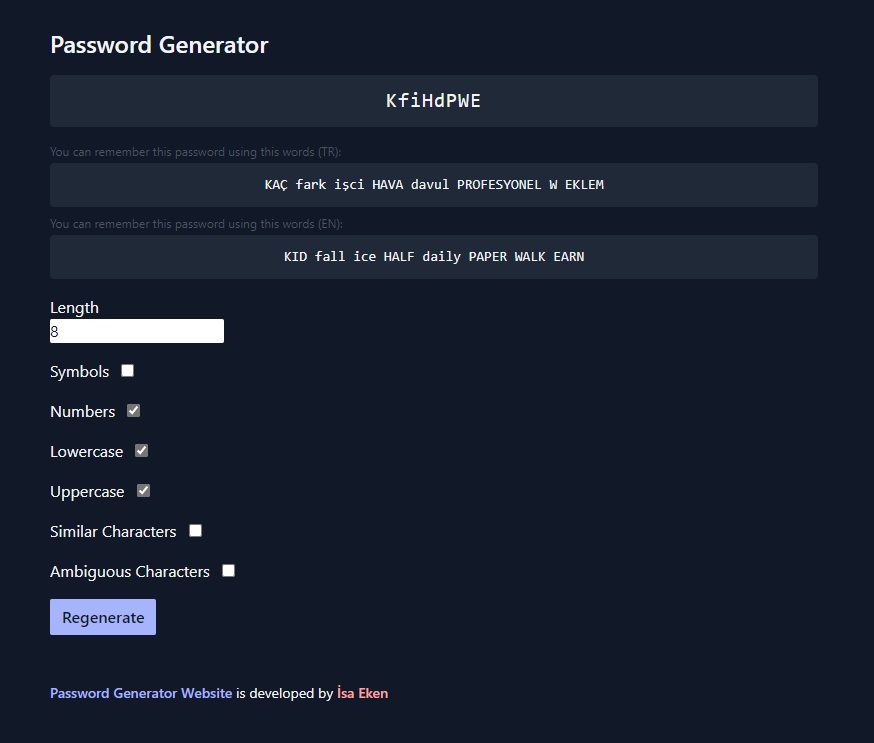 Password Generator
KfiHdPWE
You can remember this password using this words (TR):
KAÇ fark işci HAVA davul PROFESYONEL W EKLEM
You can remember this password using this words (EN):
KID fall ice HALF daily PAPER WALK EARN
Length
8
Symbols
Numbers
Lowercase
Uppercase
Similar Characters
Ambiguous Characters
Regenerate
Password Generator Website is developed by İsa Eken